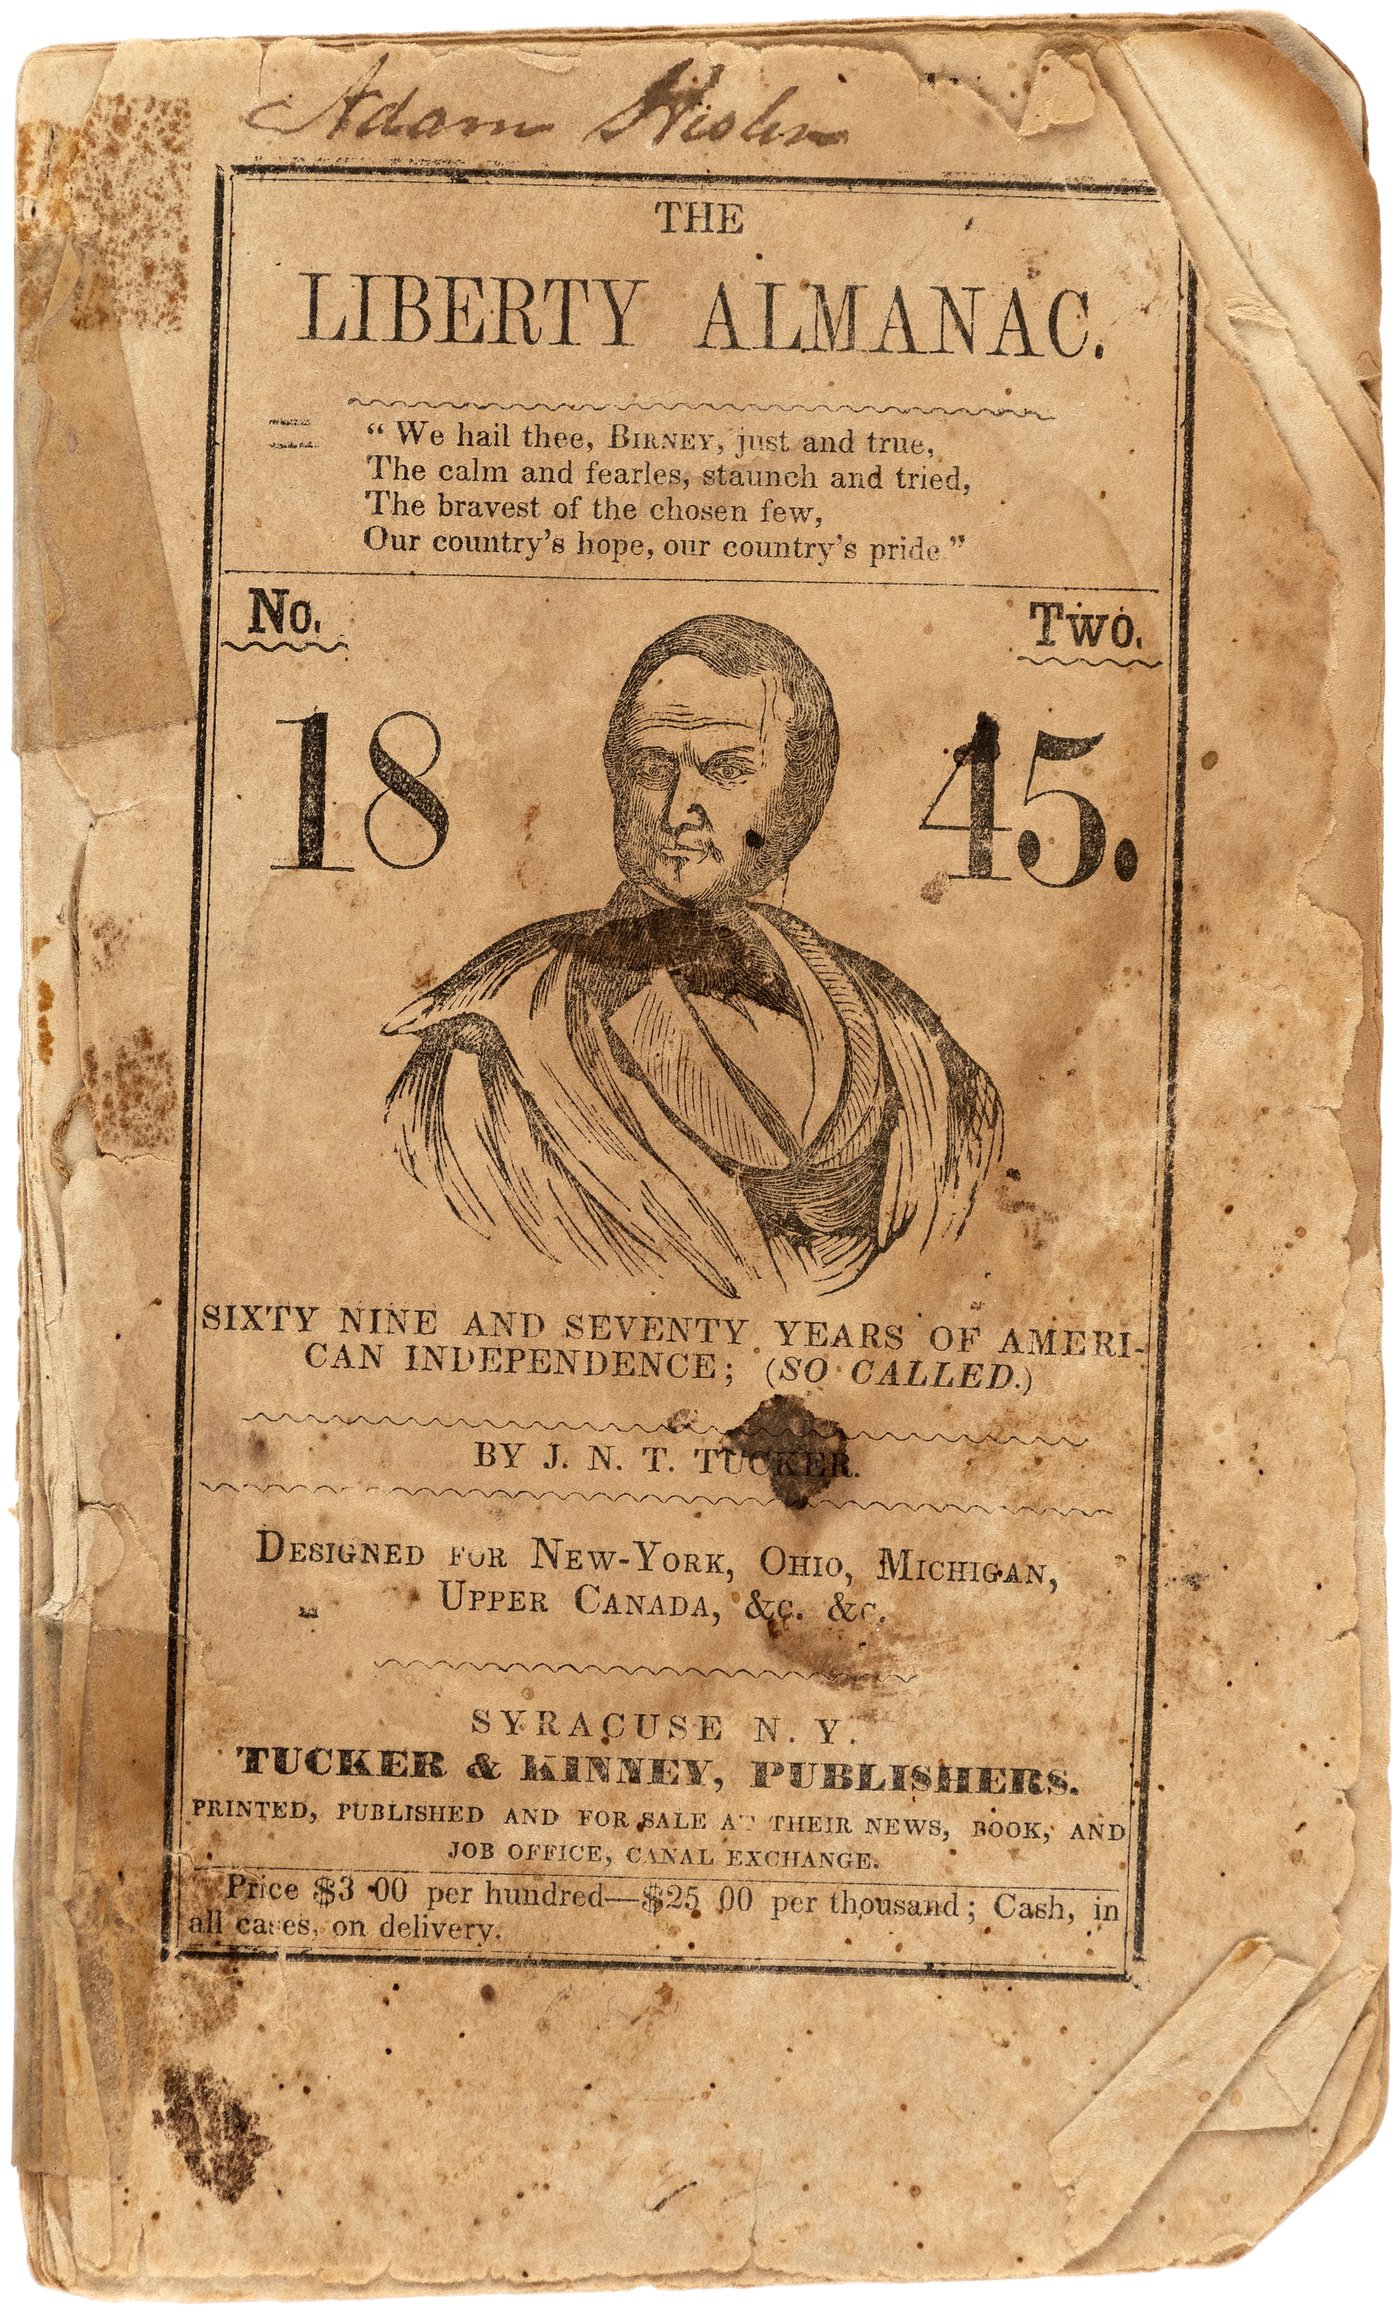 Adam
THE
LIBERTY ALMANAC.
“ We hail thee, BIRNEY, just and true,
The calm and fearles, staunch and tried,
The bravest of the chosen few,
Our country's hope, our country's pride.”
No. Two.
1845.
SIXTY NINE AND SEVENTY YEARS OF AMERI-
CAN INDEPENDENCE; (SO CALLED.)
BY J. N. T. TUCKER.
DESIGNED FOR NEW-YORK, OHIO, MICHIGAN,
UPPER CANADA, &C. &C.
SYRACUSE N. Y.
TUCKER & KINNEY, PUBLISHERS.
PRINTED, PUBLISHED AND FOR SALE AT THEIR NEWS, BOOK, AND
JOB OFFICE, CANAL EXCHANGE.
Price $3 00 per hundred—$25 00 per thousand; Cash, in
all cases, on delivery.